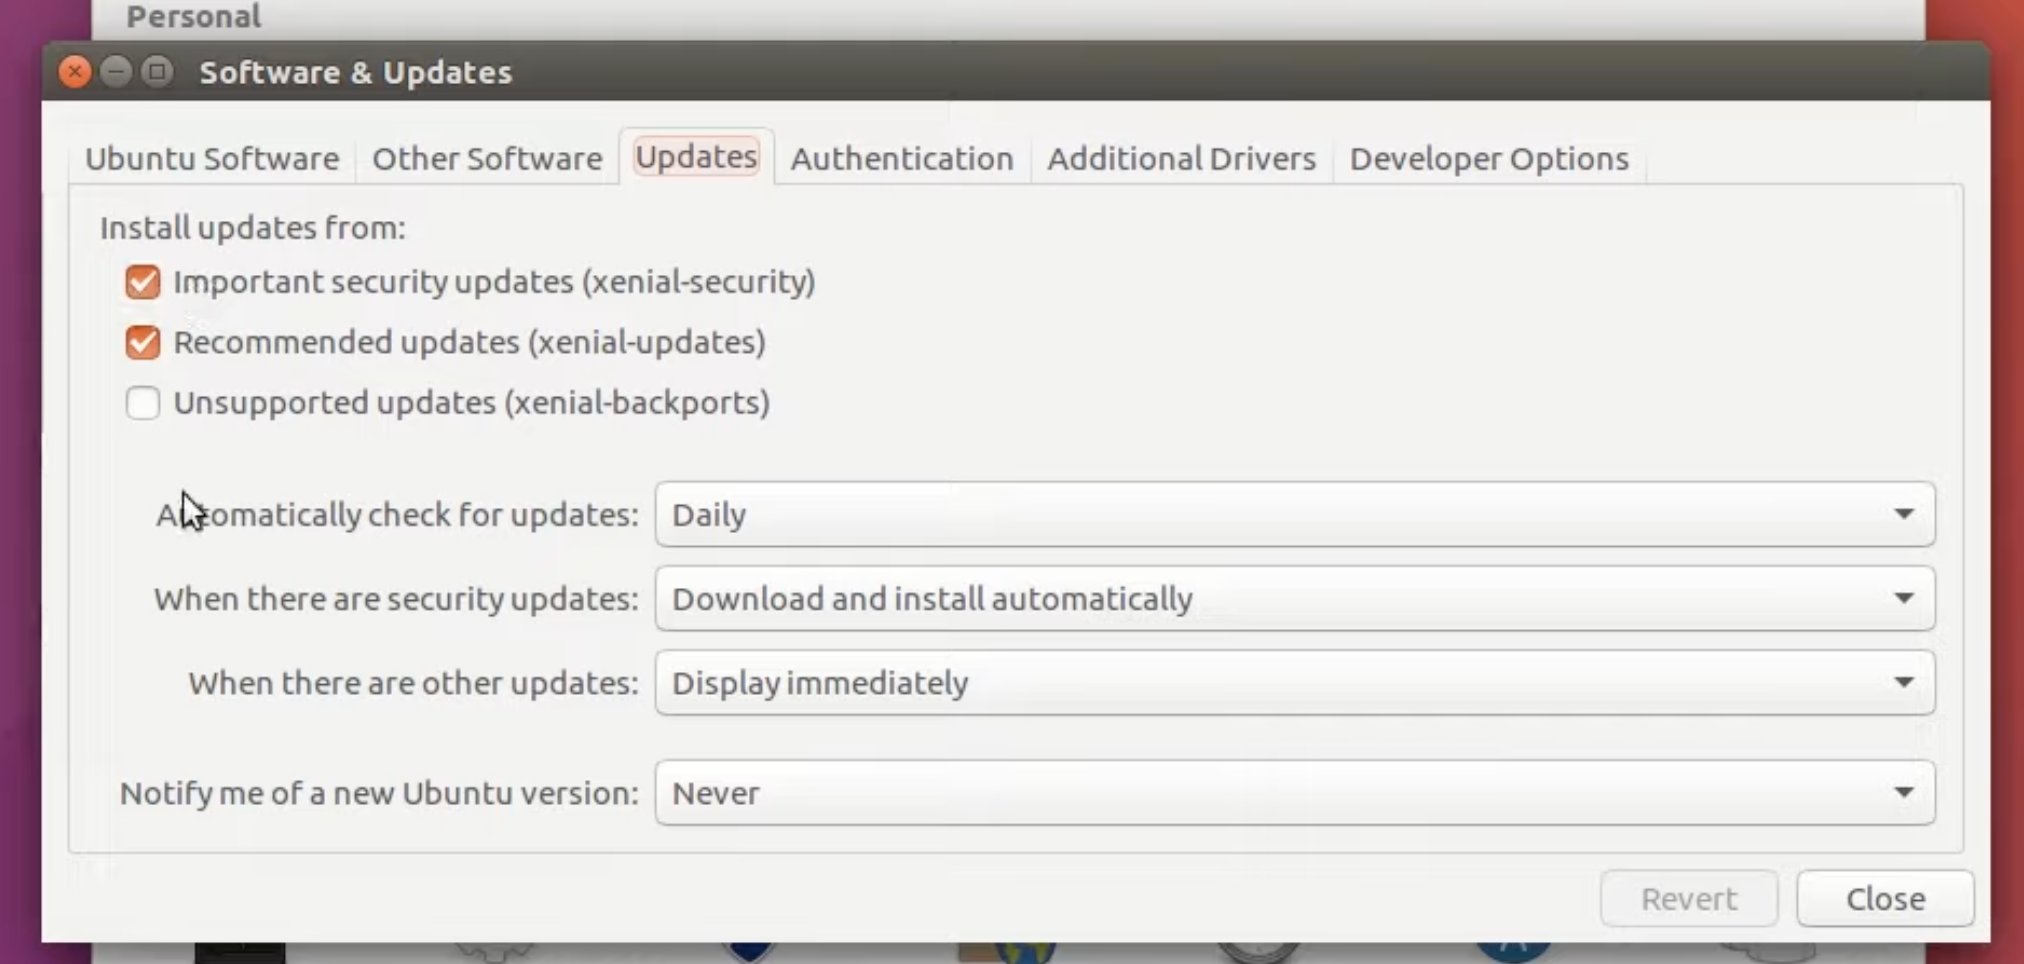 Personal
Software & Updates
Ubuntu Software Other Software Updates Authentication Additional Drivers Developer Options
Install updates from:
Important security updates (xenial-security)
Recommended updates (xenial-updates)
Unsupported updates (xenial-backports)
Automatically check for updates: Daily
When there are security updates: Download and install automatically
When there are other updates: Display immediately
Notify me of a new Ubuntu version: Never
Revert Close